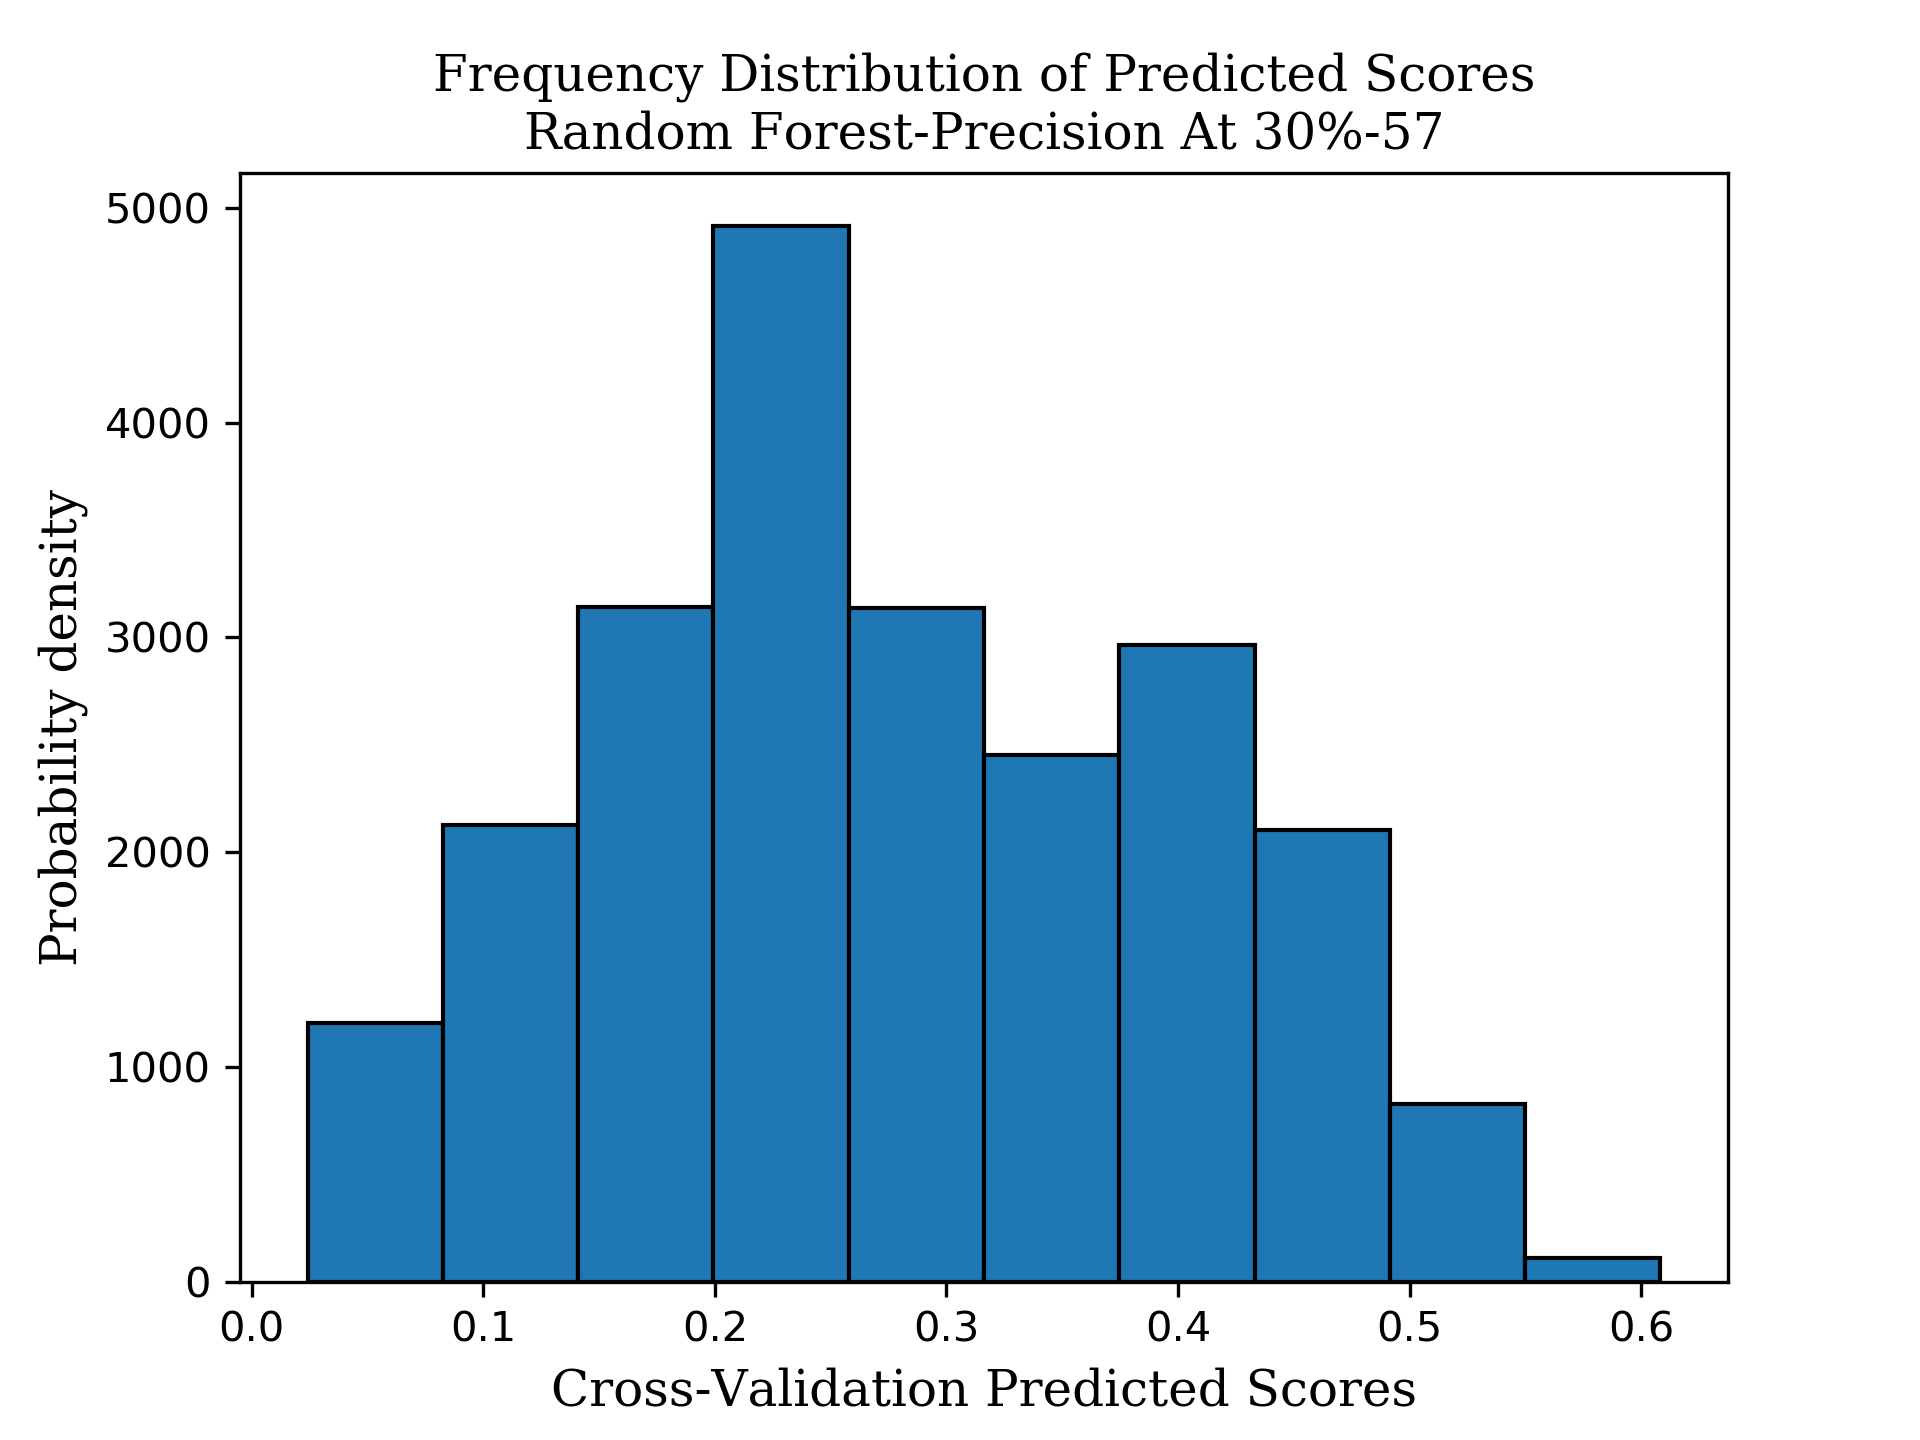 Frequency Distribution of Predicted Scores
Random Forest-Precision At 30%-57
5000
4000
3000
2000
1000
0
Probability density
0.0 0.1 0.2 0.3 0.4 0.5 0.6
Cross-Validation Predicted Scores